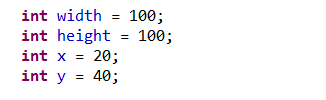 int width = 100;
int height = 100;
int x = 20;
int y = 40;